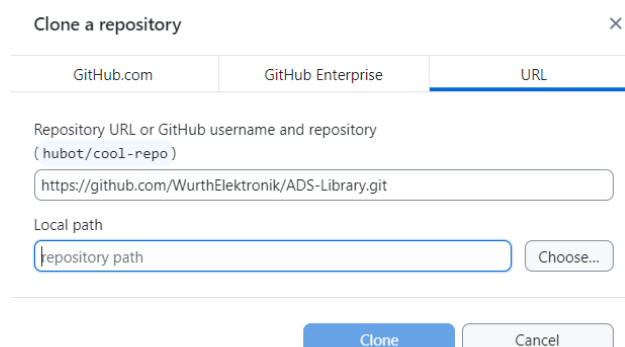 Clone a repository
GitHub.com
GitHub Enterprise
URL
Repository URL or GitHub username and repository
(hubot/cool-repo)
https://github.com/WurthElektronik/ADS-Library.git
Local path
repository path
Choose...
Clone
Cancel